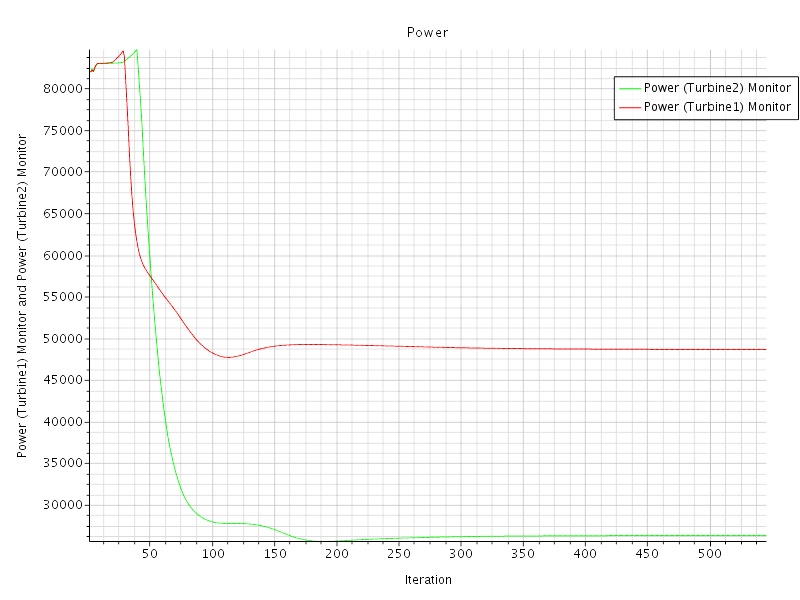 Power
Power (Turbine2) Monitor
Power (Turbine1) Monitor
80000
75000
70000
65000
60000
55000
50000
45000
40000
35000
30000
Power (Turbine1) Monitor and Power (Turbine2) Monitor
50 100 150 200 250 300 350 400 450 500
Iteration